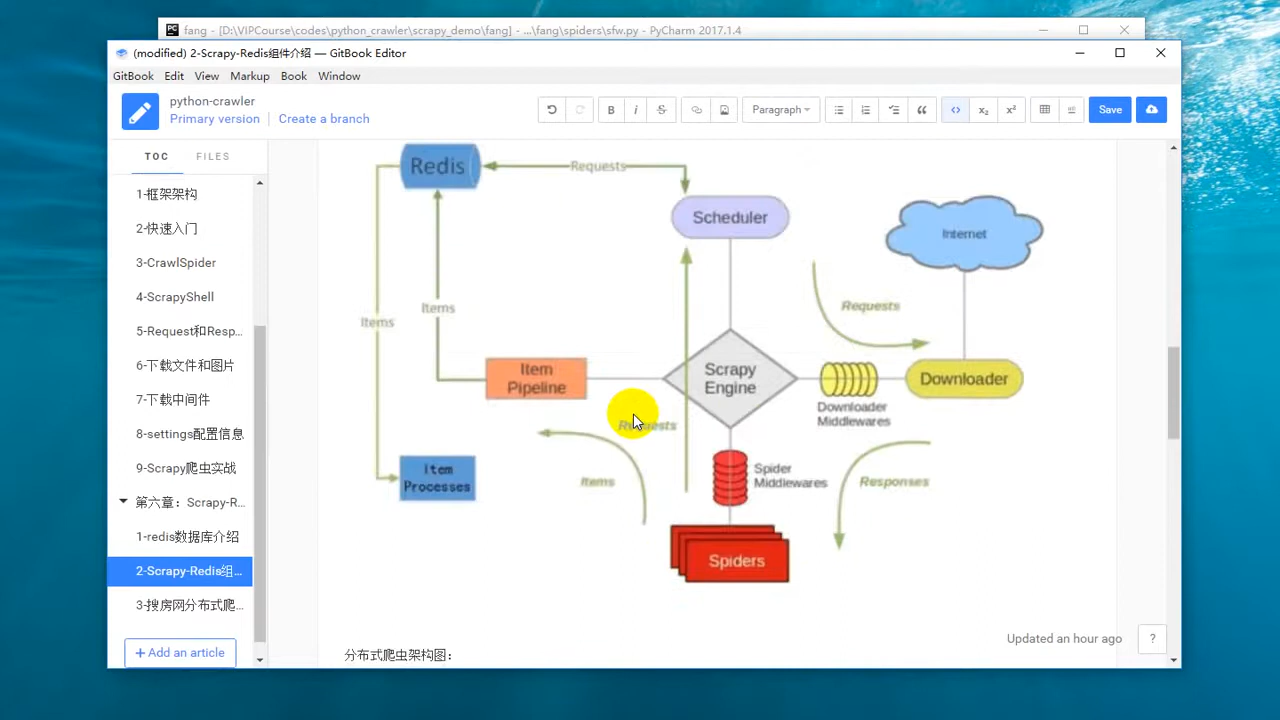 fang - [D:\VIPCourse\codes\python_crawler\scrapy_demo\fang] - ...\fang\spiders\sfw.py - PyCharm 2017.1.4
(modified) 2-Scrapy-Redis组件介绍 — GitBook Editor
GitBook Edit View Markup Book Window
python-crawler
Primary version Create a branch
B i S Paragraph x₂ x² Save
TOC FILES
1-框架架构
2-快速入门
3-CrawlSpider
4-ScrapyShell
5-Request和Resp...
6-下载文件和图片
7-下载中间件
8-settings配置信息
9-Scrapy爬虫实战
第六章：Scrapy-R...
1-redis数据库介绍
2-Scrapy-Redis组...
3-搜房网分布式爬...
+ Add an article
Redis
Requests
Scheduler
Internet
Items
Items
Requests
Item
Pipeline
Scrapy
Engine
Downloader
Downloader
Middlewares
Requests
Item
Processes
Items
Spider
Middlewares
Responses
Spiders
Updated an hour ago
?
分布式爬虫架构图：